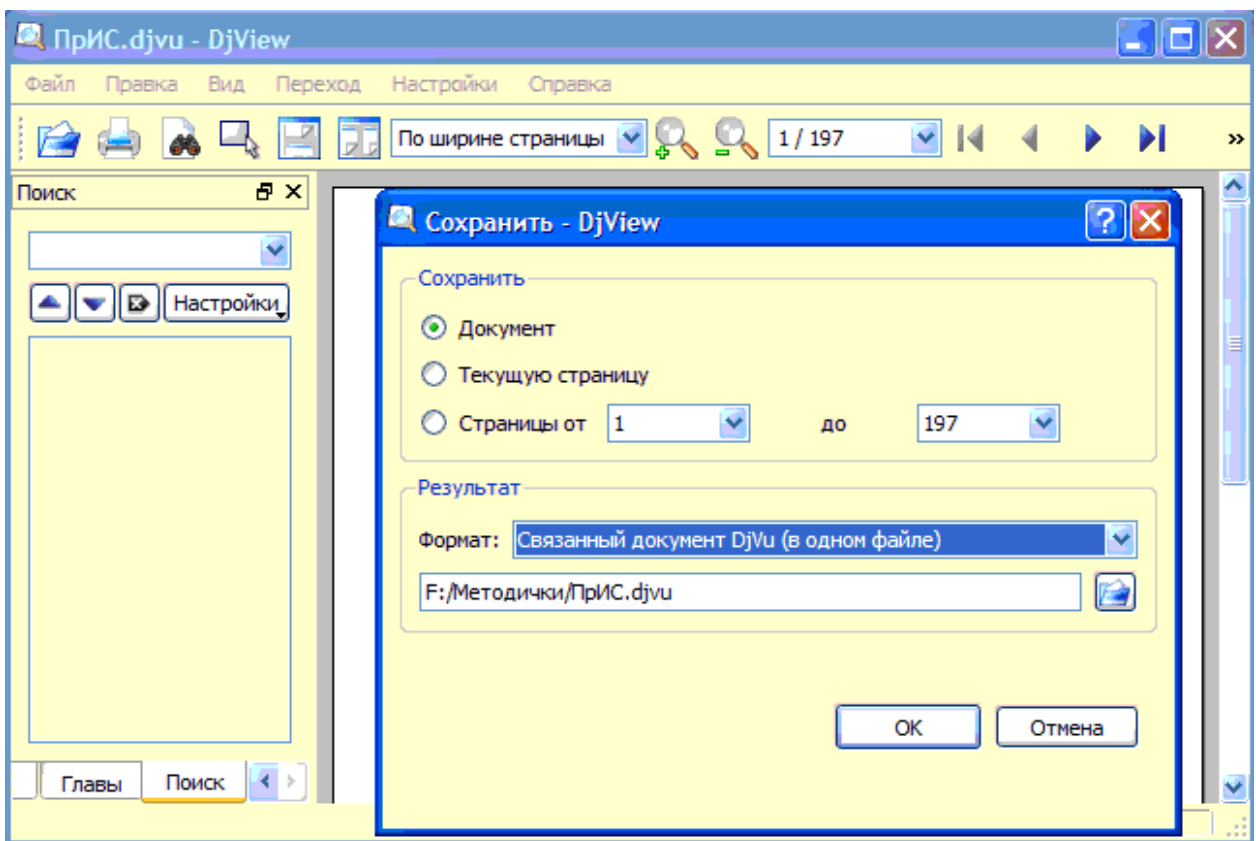 ПрИС.djvu - DjView
Файл Правка Вид Переход Настройки Справка
По ширине страницы 1 / 197 »
Поиск
Настройки
Главы Поиск
Сохранить - DjView
Сохранить
Документ
Текущую страницу
Страницы от 1 до 197
Результат
Формат: Связанный документ DjVu (в одном файле)
F:/Методички/ПрИС.djvu
OK Отмена